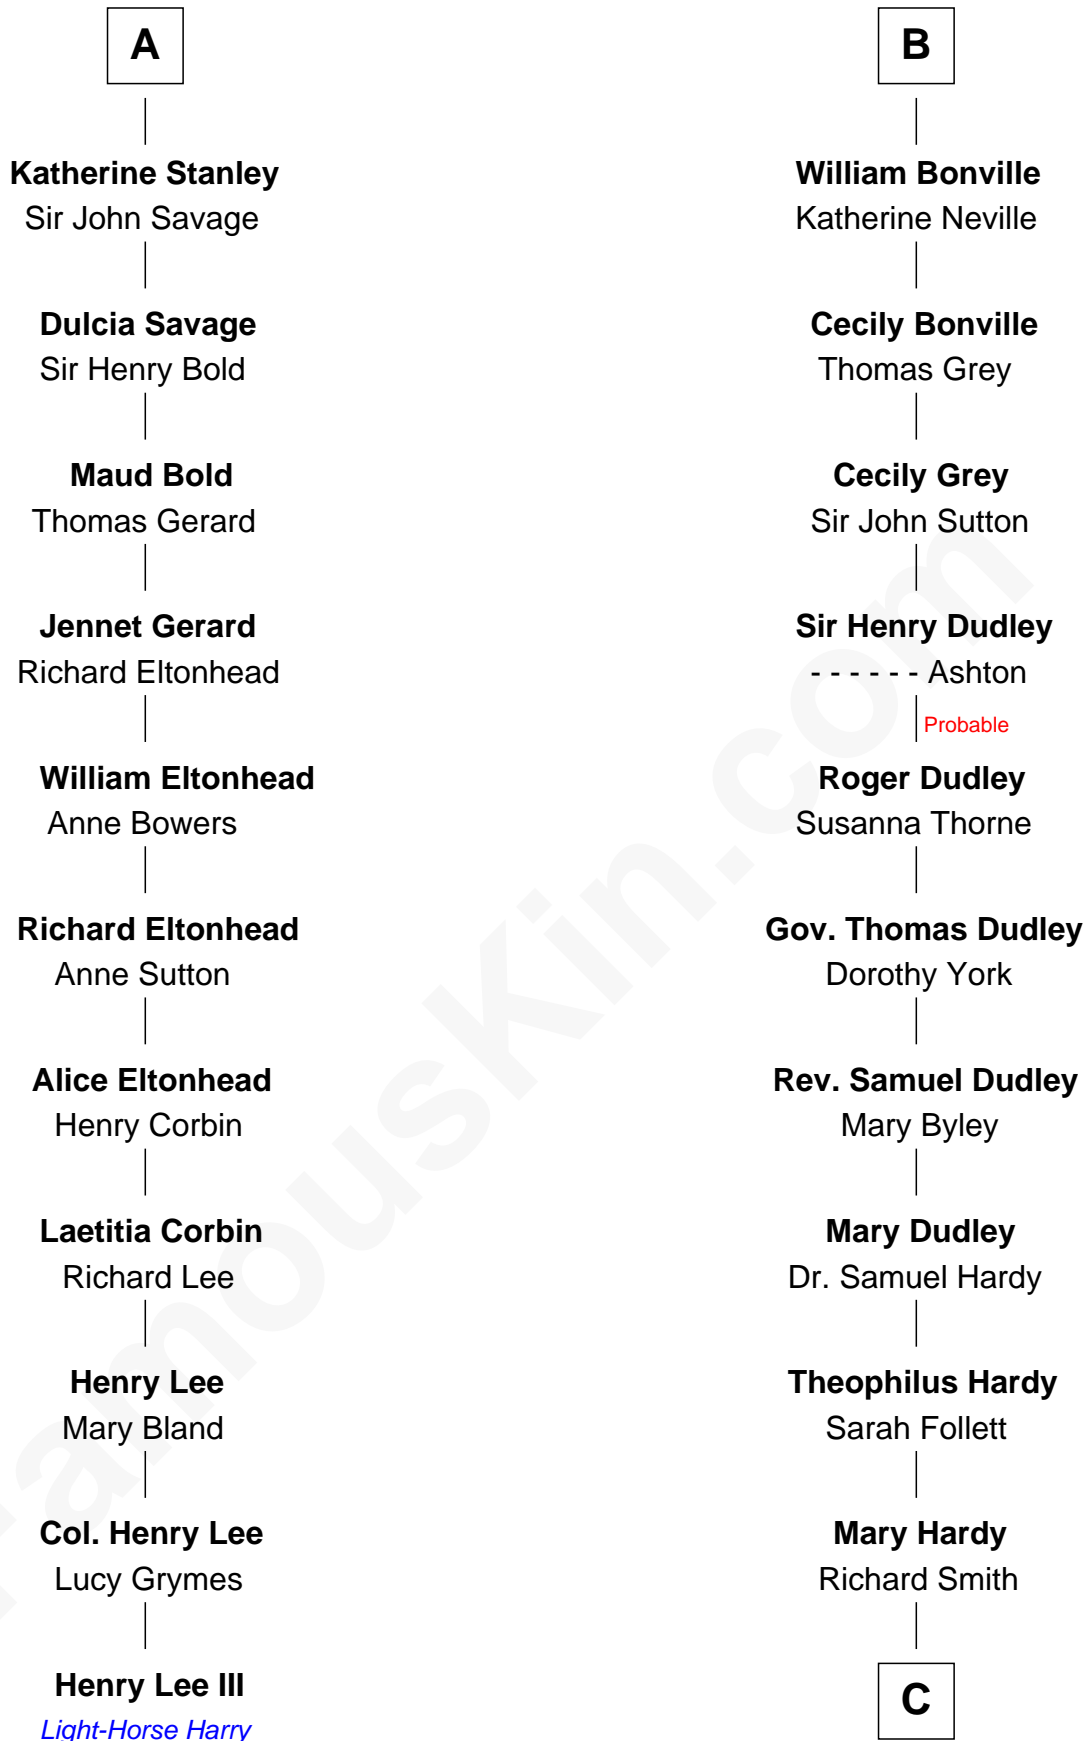 A
Katherine Stanley
Sir John Savage
Dulcia Savage
Sir Henry Bold
Maud Bold
Thomas Gerard
Jennet Gerard
Richard Eltonhead
William Eltonhead
Anne Bowers
Richard Eltonhead
Anne Sutton
Alice Eltonhead
Henry Corbin
Laetitia Corbin
Richard Lee
Henry Lee
Mary Bland
Col. Henry Lee
Lucy Grymes
Henry Lee III
Light-Horse Harry
B
William Bonville
Katherine Neville
Cecily Bonville
Thomas Grey
Cecily Grey
Sir John Sutton
Sir Henry Dudley
- - - - - - Ashton
Probable
Roger Dudley
Susanna Thorne
Gov. Thomas Dudley
Dorothy York
Rev. Samuel Dudley
Mary Byley
Mary Dudley
Dr. Samuel Hardy
Theophilus Hardy
Sarah Follett
Mary Hardy
Richard Smith
C
FamousKin.com